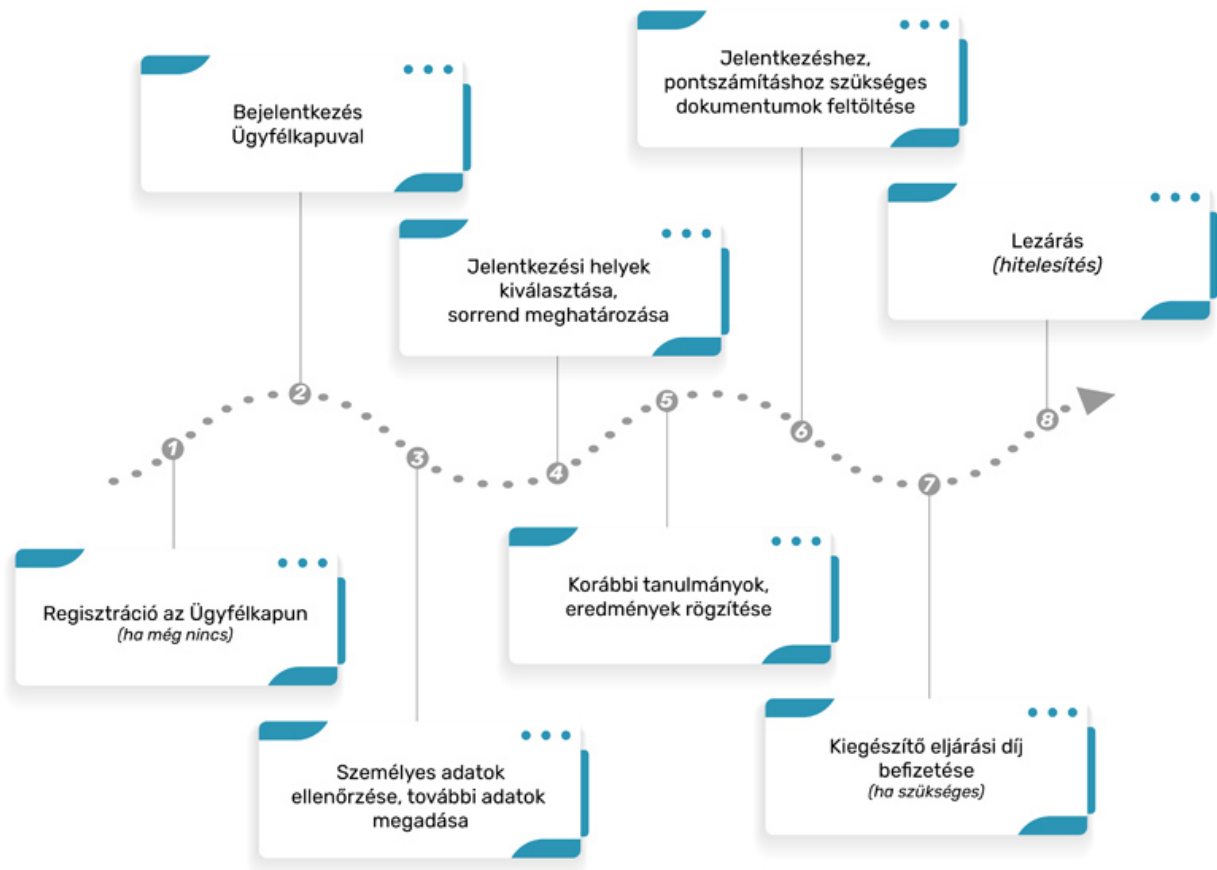 1
Regisztráció az Ügyfélkapun
(ha még nincs)
2
Bejelentkezés
Ügyfélkapuval
3
Személyes adatok
ellenőrzése, további adatok
megadása
4
Jelentkezési helyek
kiválasztása,
sorrend meghatározása
5
Korábbi tanulmányok,
eredmények rögzítése
6
Jelentkezéshez,
pontszámításhoz szükséges
dokumentumok feltöltése
7
Kiegészítő eljárási díj
befizetése
(ha szükséges)
8
Lezárás
(hitelesítés)